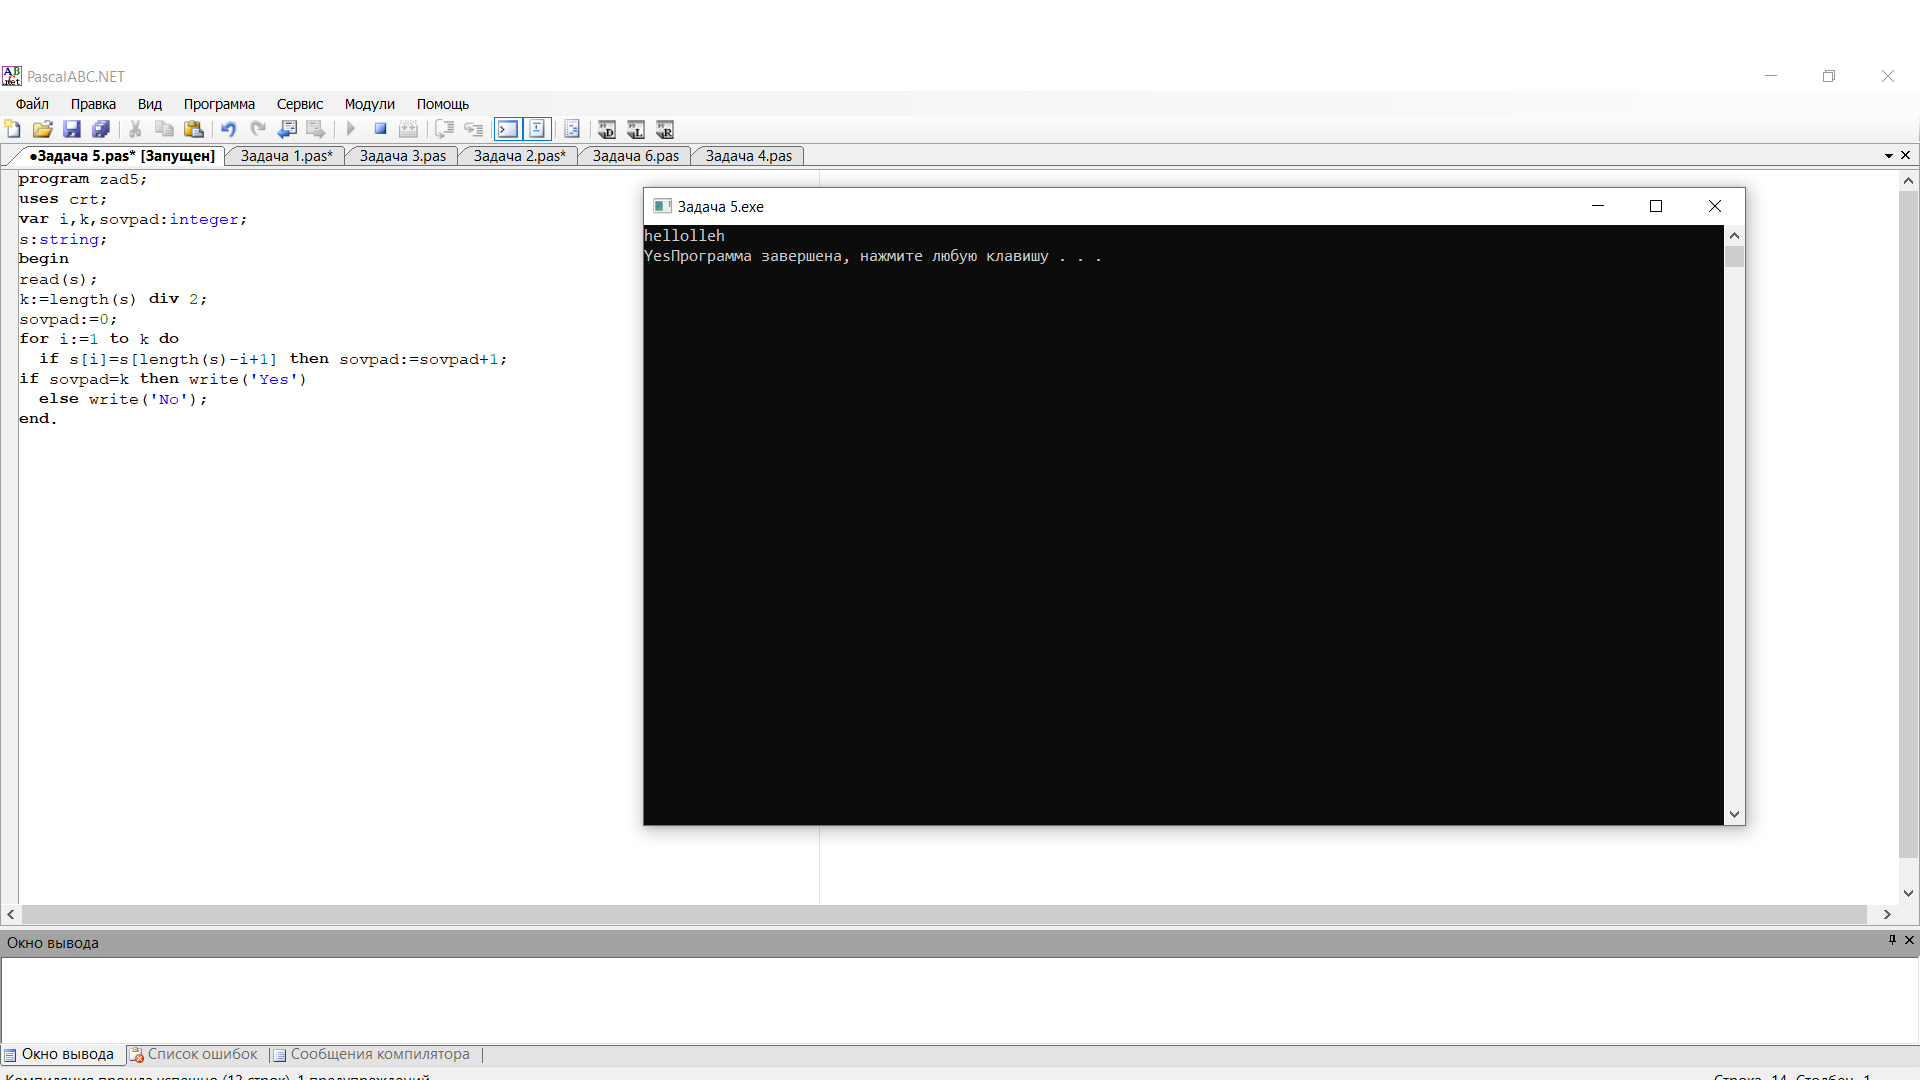 PascalABC.NET
Файл Правка Вид Программа Сервис Модули Помощь
●Задача 5.pas* [Запущен] Задача 1.pas* Задача 3.pas Задача 2.pas* Задача 6.pas Задача 4.pas
program zad5;
uses crt;
var i,k,sovpad:integer;
s:string;
begin
read(s);
k:=length(s) div 2;
sovpad:=0;
for i:=1 to k do
if s[i]=s[length(s)-i+1] then sovpad:=sovpad+1;
if sovpad=k then write('Yes')
else write('No');
end.
Задача 5.exe
hellolleh
YesПрограмма завершена, нажмите любую клавишу . . .
Окно вывода
Окно вывода Список ошибок Сообщения компилятора
Компиляция прошла успешно (13 строк), 1 предупреждений Строка 14 Столбец 1